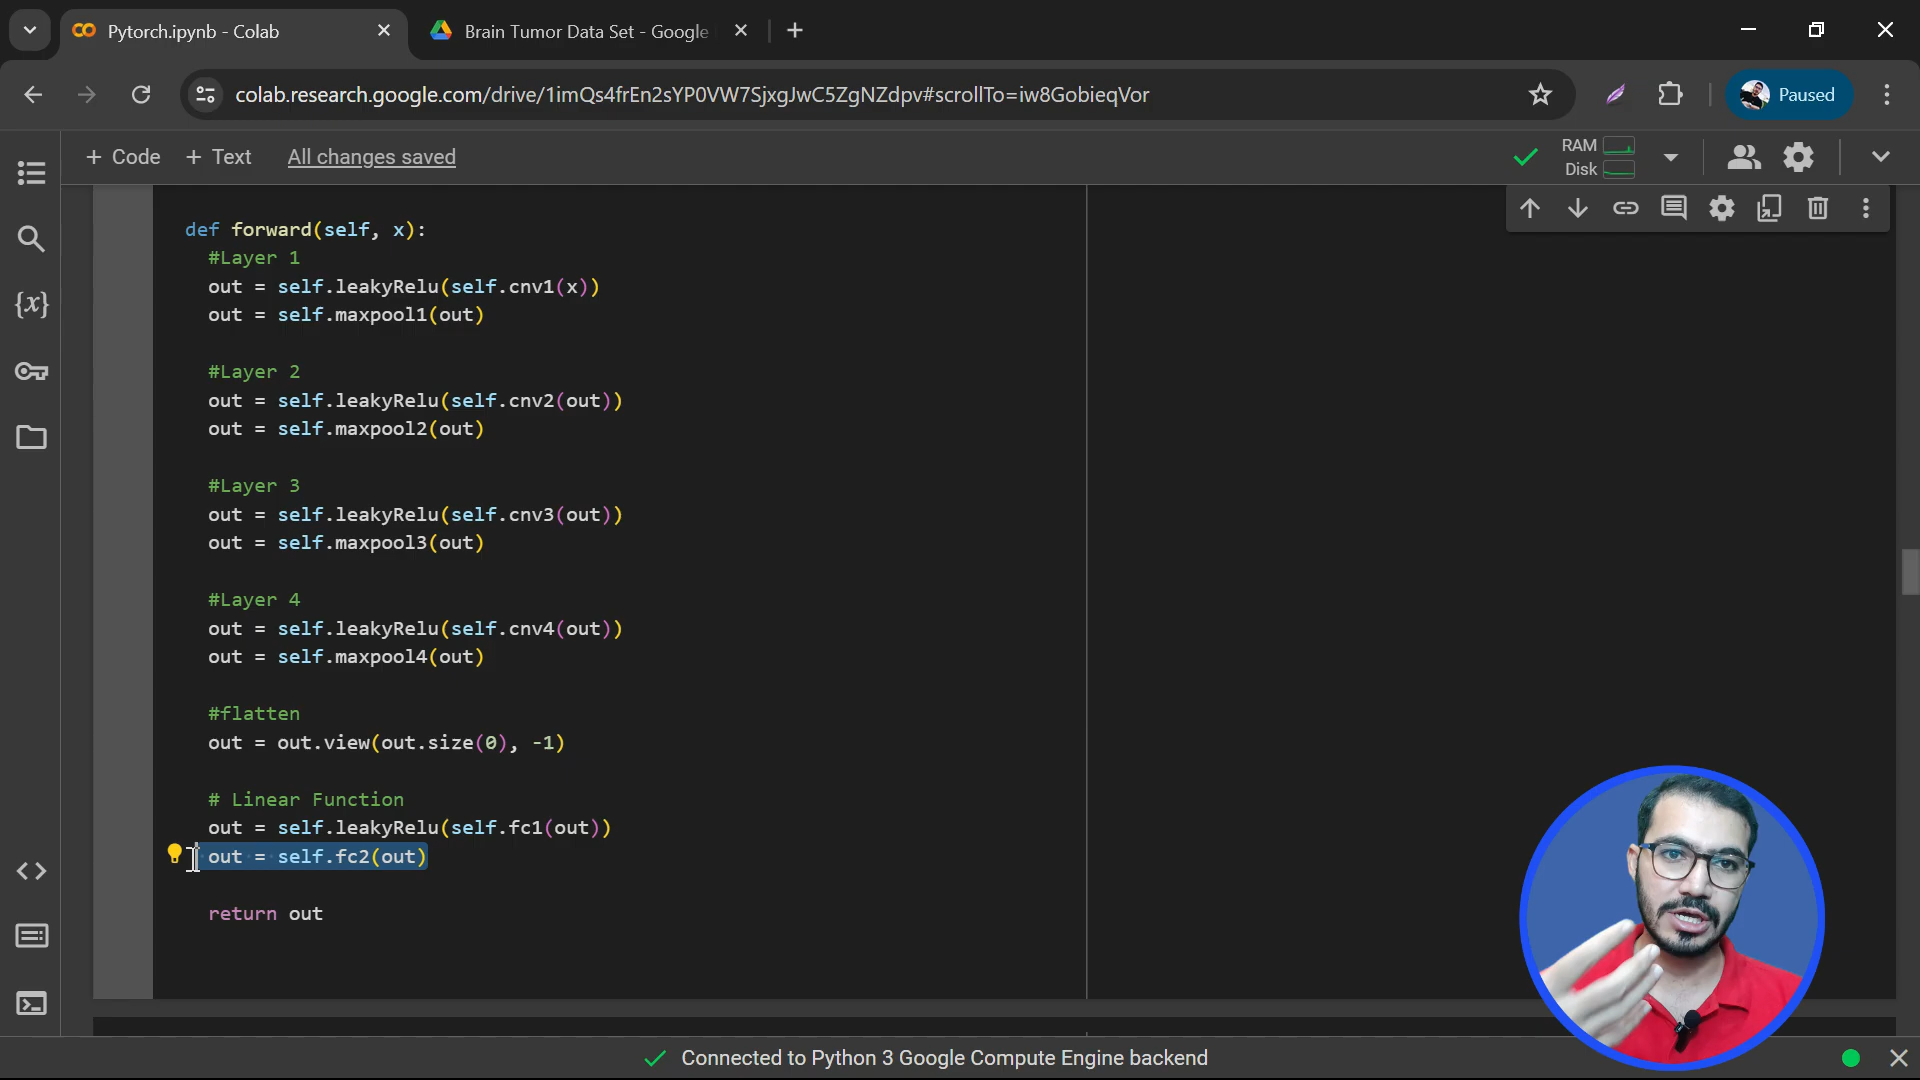 Pytorch.ipynb - Colab
Brain Tumor Data Set - Google
colab.research.google.com/drive/1imQs4frEn2sYP0VW7SjxgJwC5ZgNZdpv#scrollTo=iw8GobieqVor
Paused
+ Code + Text All changes saved
RAM
Disk
def forward(self, x):
#Layer 1
out = self.leakyRelu(self.cnv1(x))
out = self.maxpool1(out)
#Layer 2
out = self.leakyRelu(self.cnv2(out))
out = self.maxpool2(out)
#Layer 3
out = self.leakyRelu(self.cnv3(out))
out = self.maxpool3(out)
#Layer 4
out = self.leakyRelu(self.cnv4(out))
out = self.maxpool4(out)
#flatten
out = out.view(out.size(0), -1)
# Linear Function
out = self.leakyRelu(self.fc1(out))
out = self.fc2(out)
return out
Connected to Python 3 Google Compute Engine backend